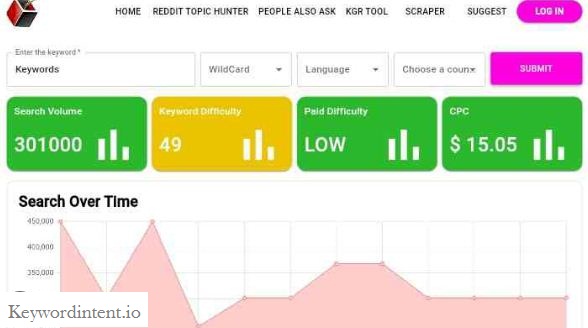 HOME REDDIT TOPIC HUNTER PEOPLE ALSO ASK KGR TOOL SCRAPER SUGGEST LOG IN
Enter the keyword *
Keywords WildCard Language Choose a coun SUBMIT
Search Volume Keyword Difficulty Paid Difficulty CPC
301000 49 LOW $ 15.05
Search Over Time
450,000
400,000
350,000
Keywordintent.io